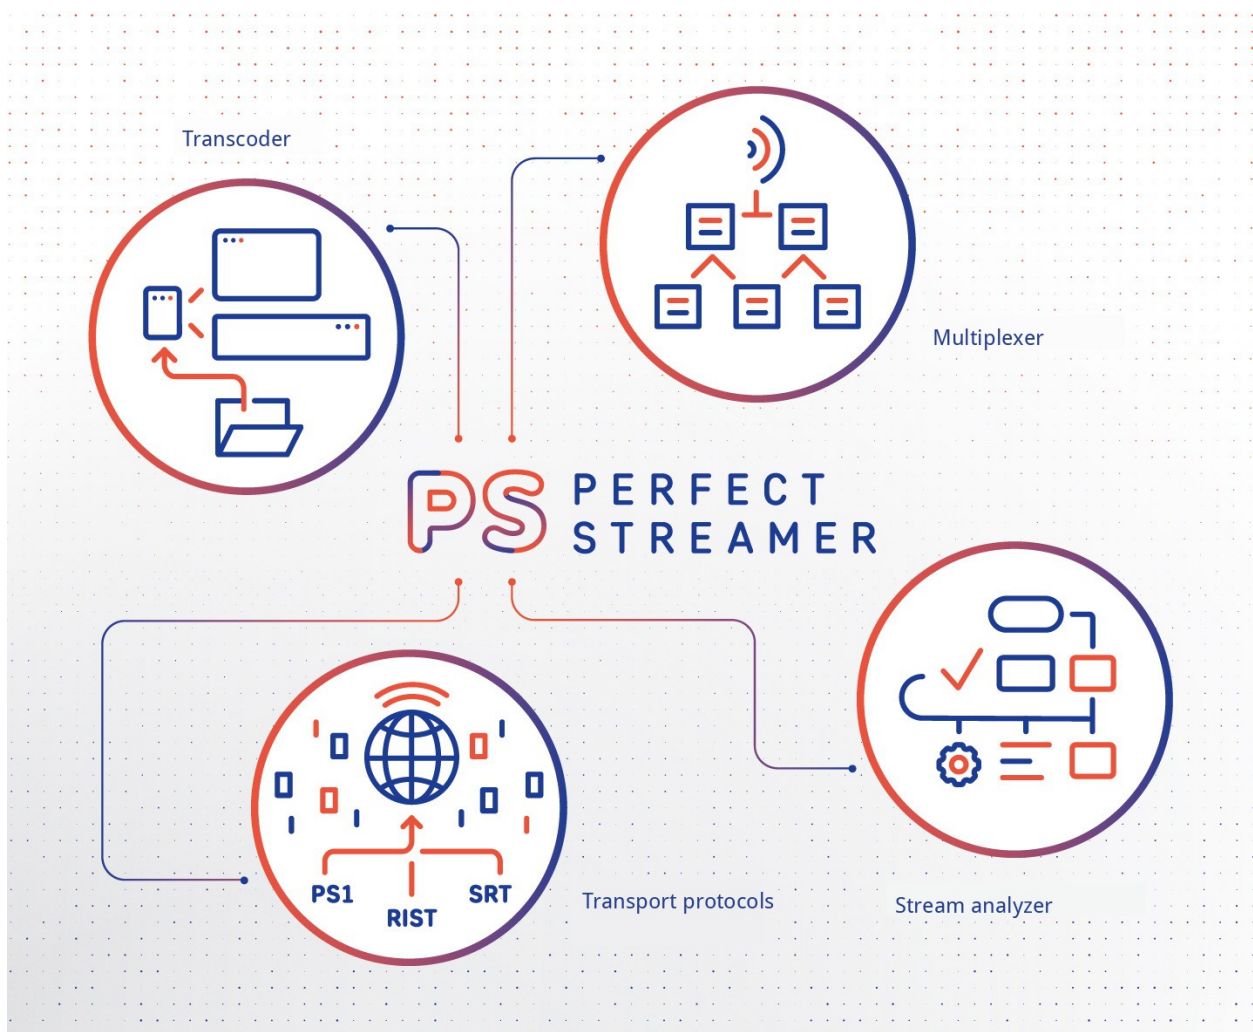 Transcoder
Multiplexer
PS PERFECT
STREAMER
PS1
SRT
RIST
Transport protocols
Stream analyzer